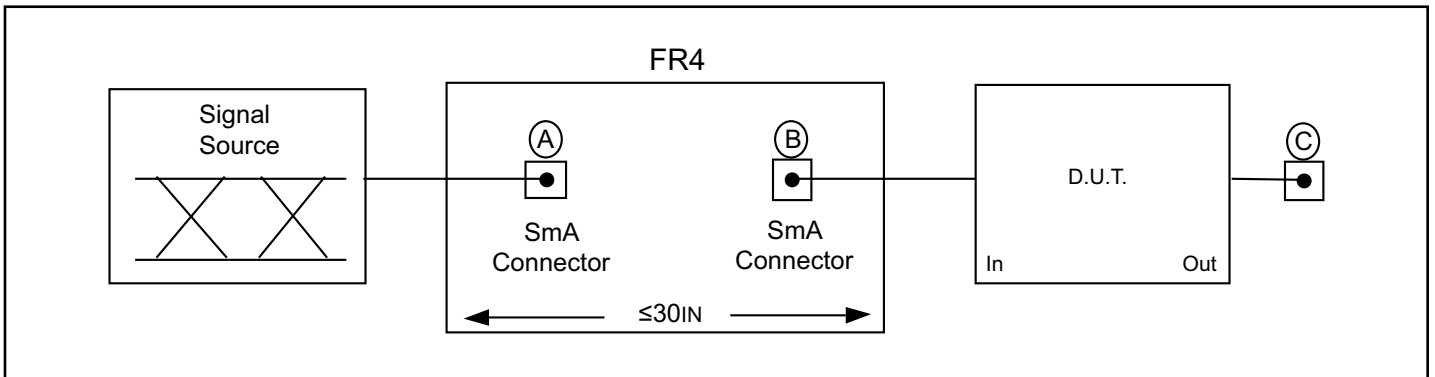 FR4
Signal
Source
A
B
C
D.U.T.
SmA
Connector
SmA
Connector
In
Out
≤30IN